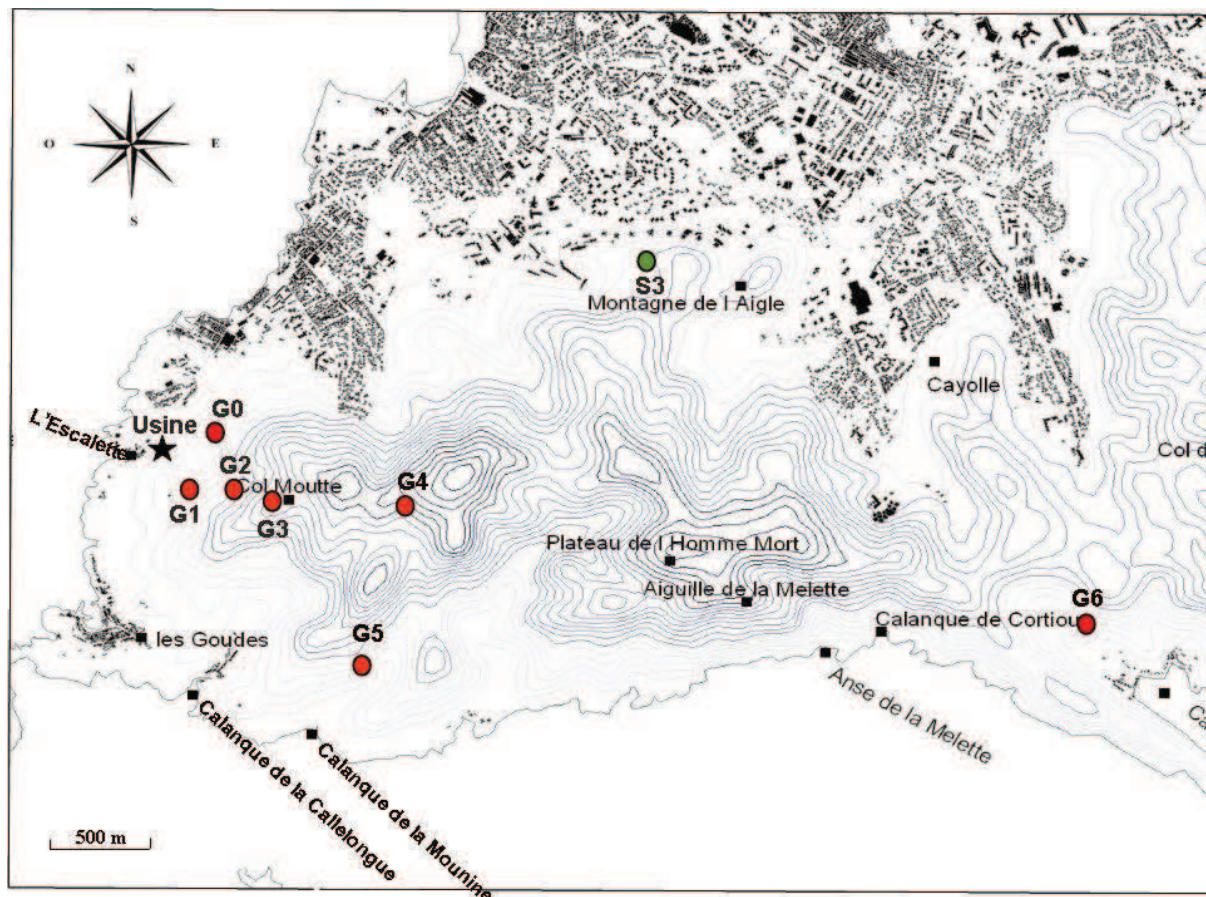 N
O
E
S
S3
Montagne de l Aigle
Cayolle
L'Escalette
Usine
G0
G2
Col Moutte
G1
G3
G4
Col d
Plateau de l Homme Mort
Aiguille de la Melette
G6
Calanque de Cortiou
les Goudes
G5
Anse de la Melette
Ca
Calanque de la Callelongue
Calanque de la Mounine
500 m